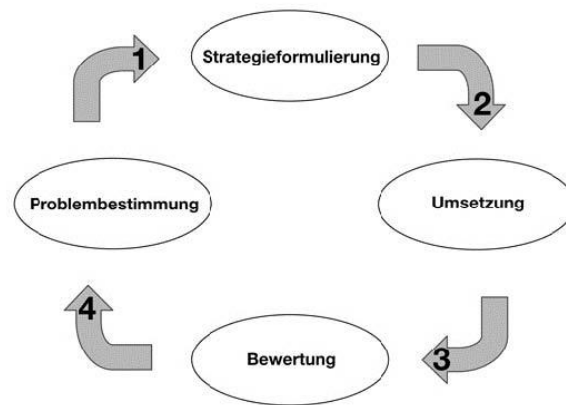 Strategieformulierung
1
2
Problembestimmung
Umsetzung
4
3
Bewertung